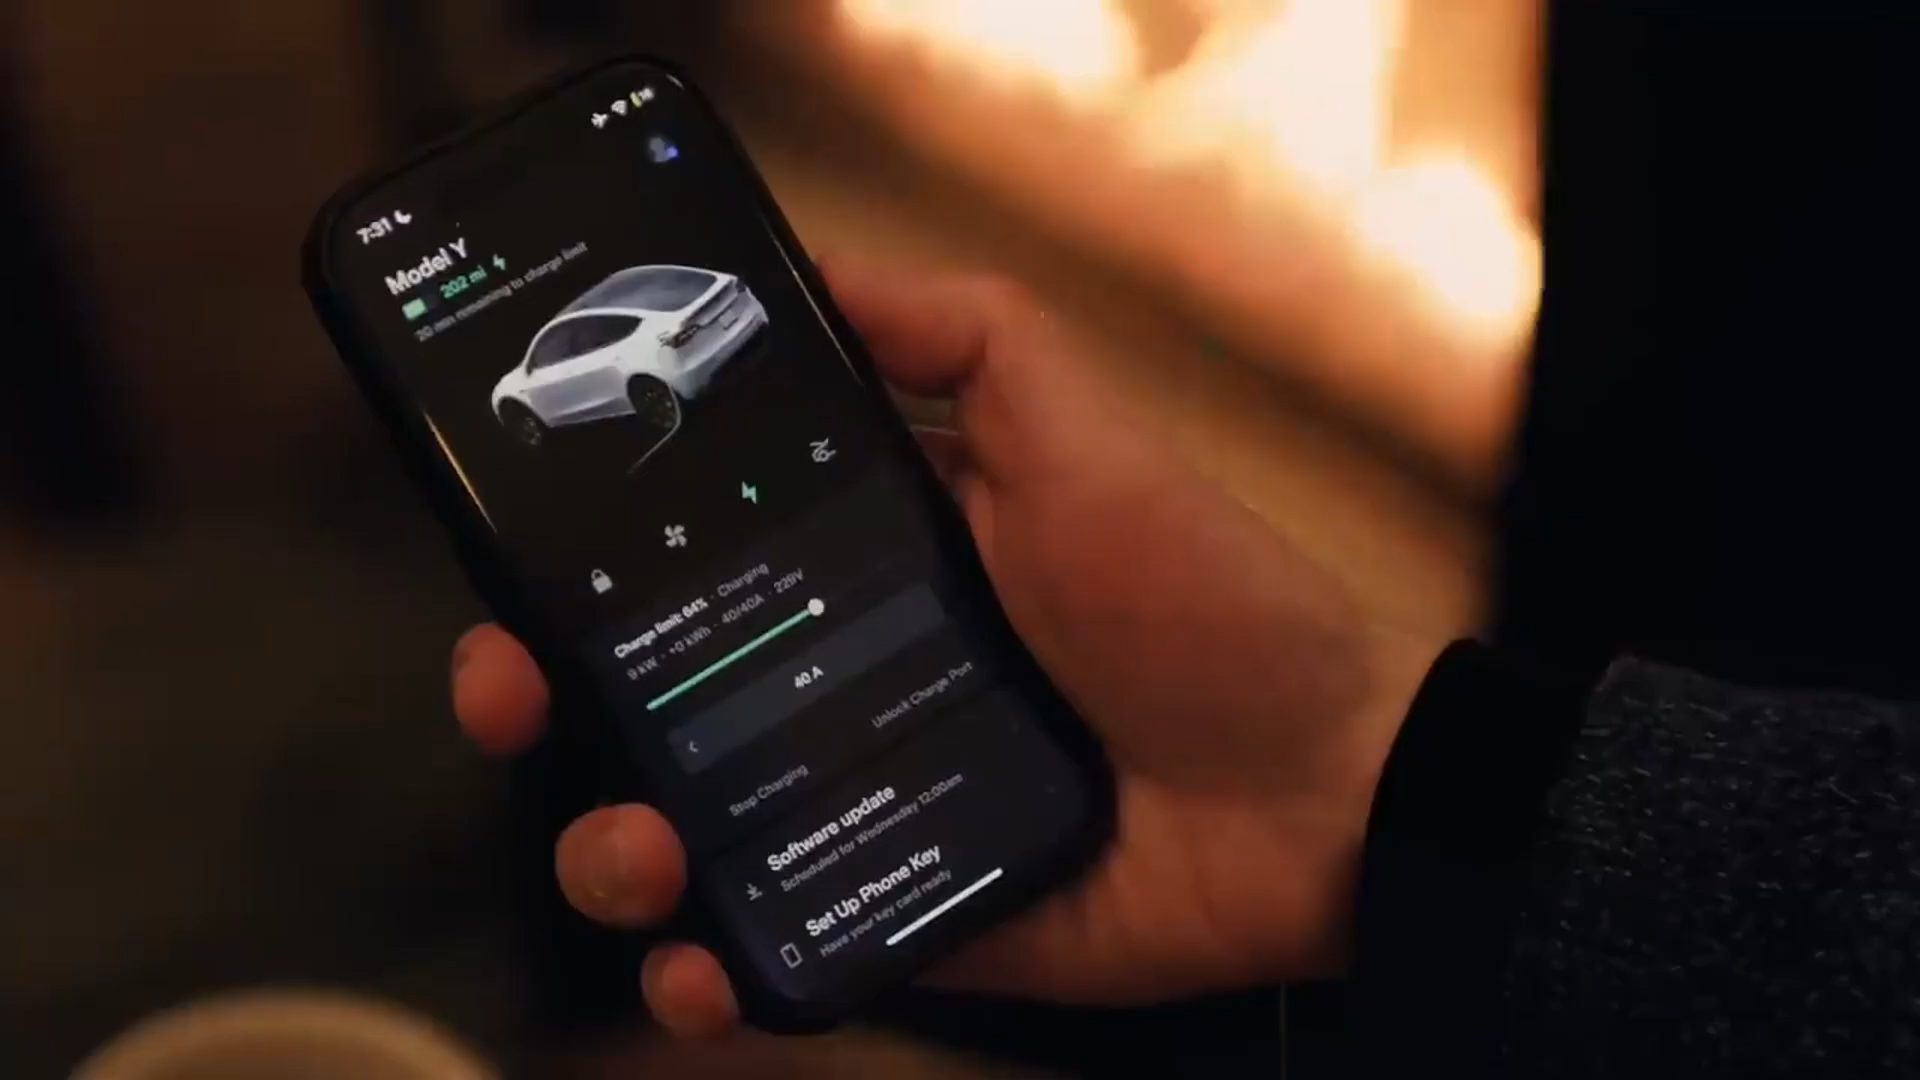 7:31
Model Y
202 mi
20 min remaining to charge limit
Charge limit: 64% · Charging
9 kW · +0 kWh · 40/40A · 229V
40 A
Unlock Charge Port
Stop Charging
Software update
Scheduled for Wednesday 12:00am
Set Up Phone Key
Have your key card ready